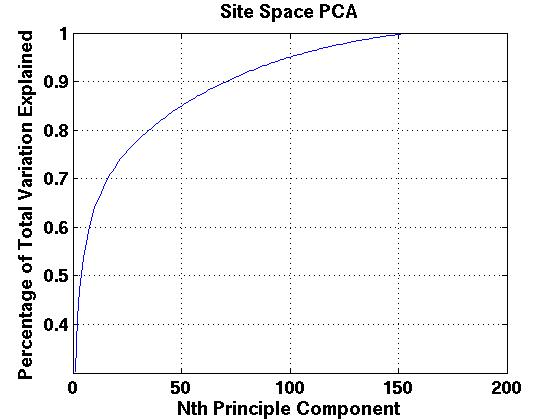 Site Space PCA
Percentage of Total Variation Explained
1
0.9
0.8
0.7
0.6
0.5
0.4
0 50 100 150 200
Nth Principle Component